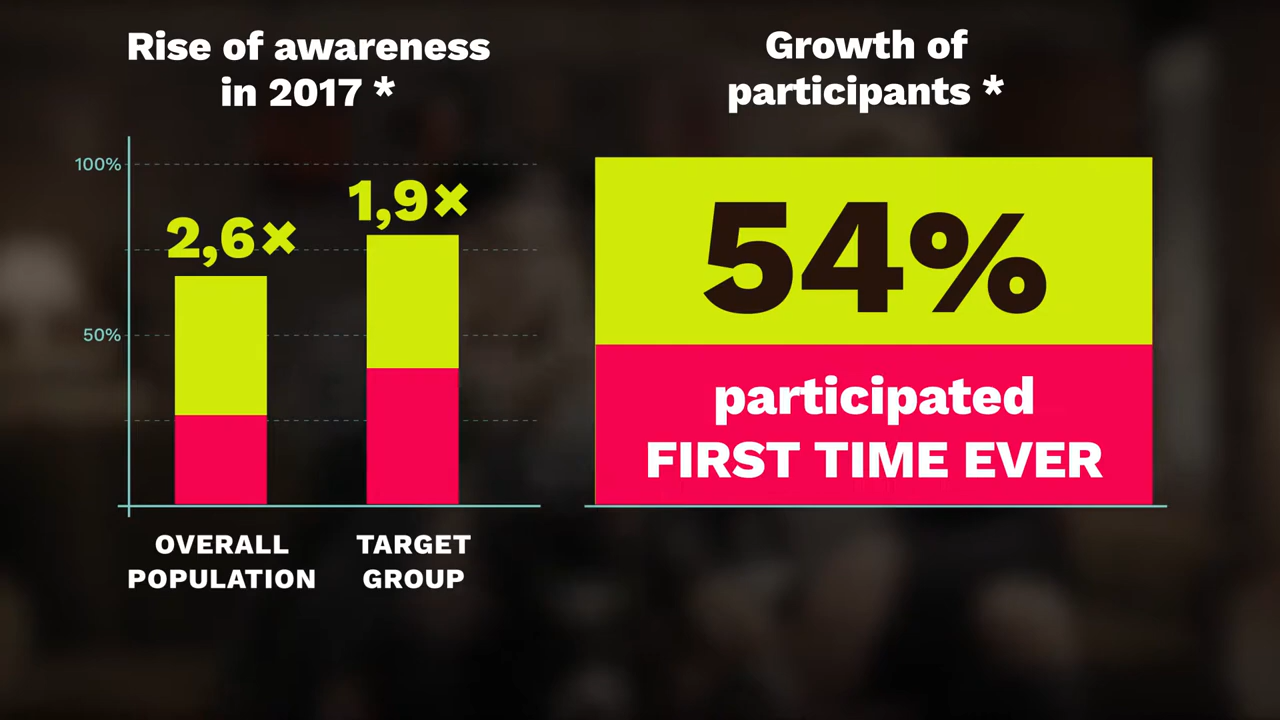 Rise of awareness
in 2017 *
100%
50%
2,6×
1,9×
OVERALL
POPULATION
TARGET
GROUP
Growth of
participants *
54%
participated
FIRST TIME EVER